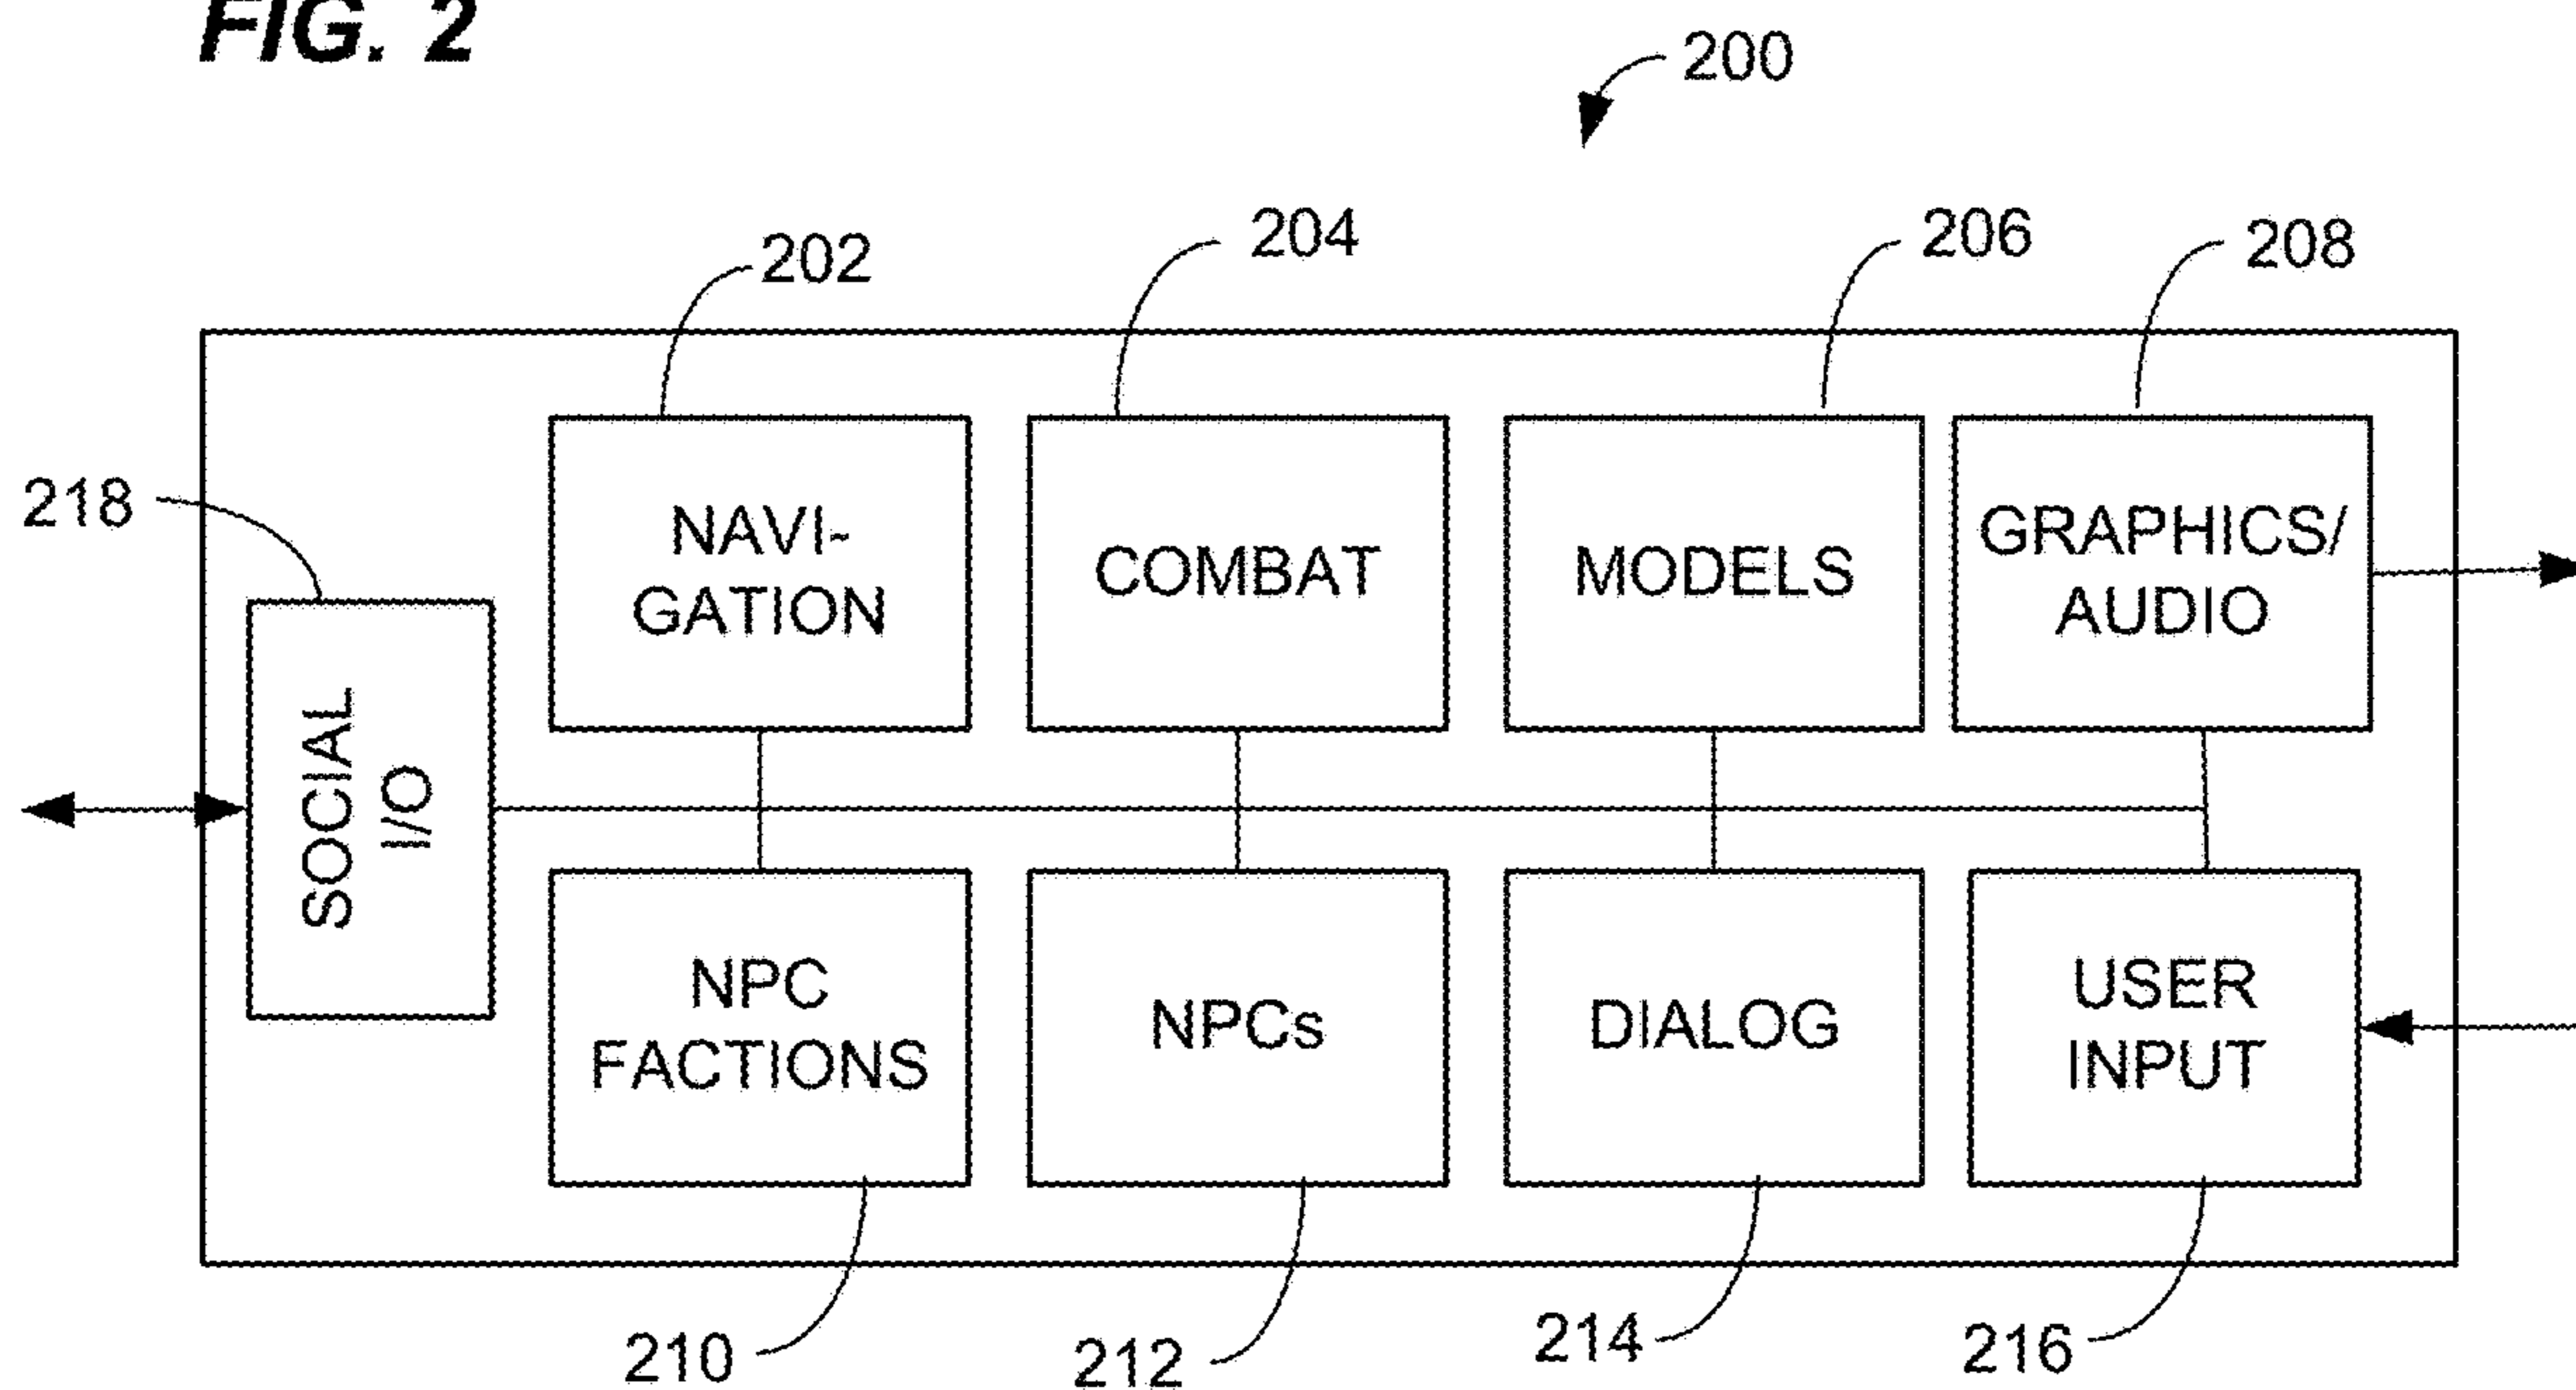 FIG. 2
200
202
204
206
208
218
NAVI-
GATION
COMBAT
MODELS
GRAPHICS/
AUDIO
SOCIAL
I/O
NPC
FACTIONS
NPCs
DIALOG
USER
INPUT
210
212
214
216